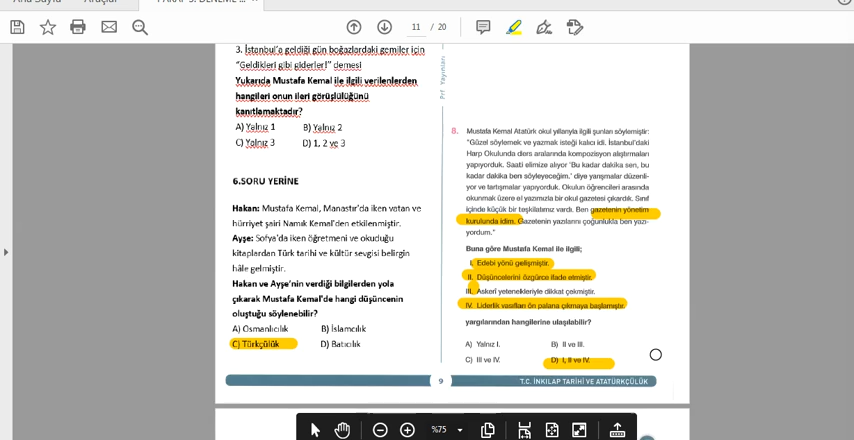 11 / 20
3. İstanbul'a geldiği gün boğazlardaki gemiler için
"Geldikleri gibi giderler!" demesi
Yukarıda Mustafa Kemal ile ilgili verilenlerden
hangileri onun ileri görüşlülüğünü
kanıtlamaktadır?
A) Yalnız 1 B) Yalnız 2
C) Yalnız 3 D) 1, 2 ve 3
6.SORU YERİNE
Hakan: Mustafa Kemal, Manastır'da iken vatan ve
hürriyet şairi Namık Kemal'den etkilenmiştir.
Ayşe: Sofya'da iken öğretmeni ve okuduğu
kitaplardan Türk tarihi ve kültür sevgisi belirgin
hâle gelmiştir.
Hakan ve Ayşe'nin verdiği bilgilerden yola
çıkarak Mustafa Kemal'de hangi düşüncenin
oluştuğu söylenebilir?
A) Osmanlıcılık B) İslamcılık
C) Türkçülük D) Batıcılık
Prf Yayınları
8. Mustafa Kemal Atatürk okul yıllarıyla ilgili şunları söylemiştir:
"Güzel söylemek ve yazmak isteği kalıcı idi. İstanbul'daki
Harp Okulunda ders aralarında kompozisyon alıştırmaları
yapıyorduk. Saati elimize alıyor 'Bu kadar dakika sen, bu
kadar dakika ben söyleyeceğim.' diye yarışmalar düzenli-
yor ve tartışmalar yapıyorduk. Okulun öğrencileri arasında
okunmak üzere el yazımızla bir okul gazetesi çıkardık. Sınıf
içinde küçük bir teşkilatımız vardı. Ben gazetenin yönetim
kurulunda idim. Gazetenin yazılarını çoğunlukla ben yazı-
yordum."
Buna göre Mustafa Kemal ile ilgili;
I. Edebi yönü gelişmiştir.
II. Düşüncelerini özgürce ifade etmiştir.
III. Askerî yetenekleriyle dikkat çekmiştir.
IV. Liderlik vasıfları ön palana çıkmaya başlamıştır.
yargılarından hangilerine ulaşılabilir?
A) Yalnız I. B) II ve III.
C) III ve IV. D) I, II ve IV.
9 T.C. İNKILAP TARİHİ VE ATATÜRKÇÜLÜK
%75